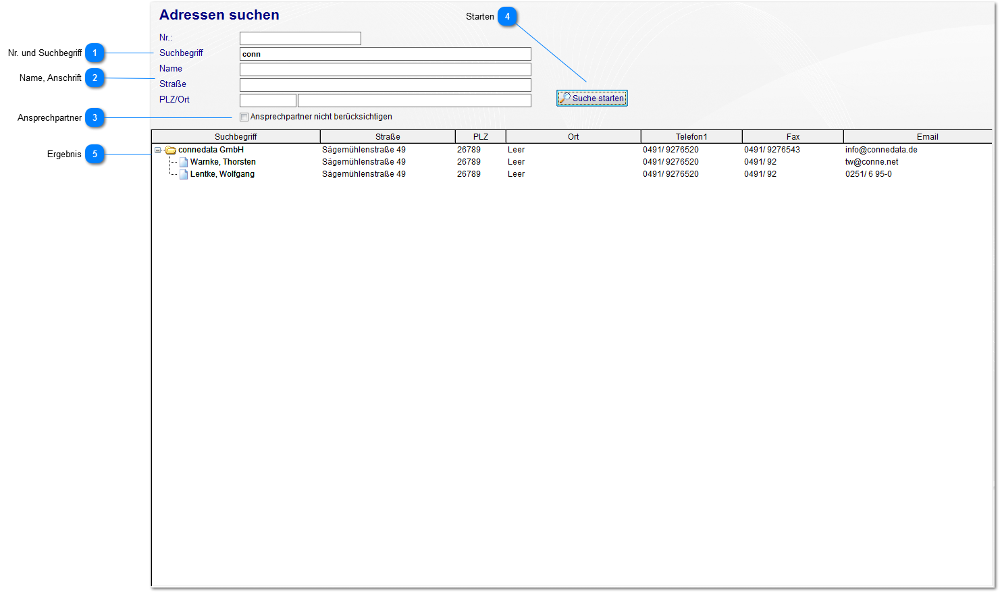 Adressen suchen
Starten 4
Nr.:
Nr. und Suchbegriff 1 Suchbegriff conn
Name
Name, Anschrift 2
Straße
PLZ/Ort
Suche starten
Ansprechpartner 3 Ansprechpartner nicht berücksichtigen
Suchbegriff Straße PLZ Ort Telefon1 Fax Email
Ergebnis 5 connedata GmbH Sägemühlenstraße 49 26789 Leer 0491/ 9276520 0491/ 9276543 info@connedata.de
Warnke, Thorsten Sägemühlenstraße 49 26789 Leer 0491/ 9276520 0491/ 92 tw@conne.net
Lentke, Wolfgang Sägemühlenstraße 49 26789 Leer 0491/ 9276520 0491/ 92 0251/ 6 95-0